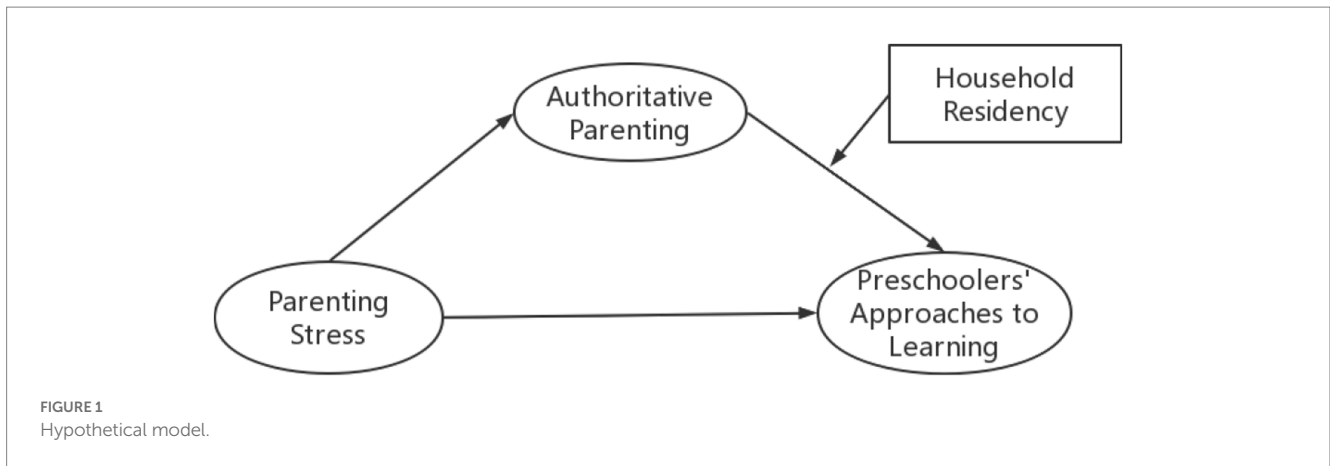 Authoritative
Parenting
Household
Residency
Parenting
Stress
Preschoolers'
Approaches to
Learning
FIGURE 1
Hypothetical model.